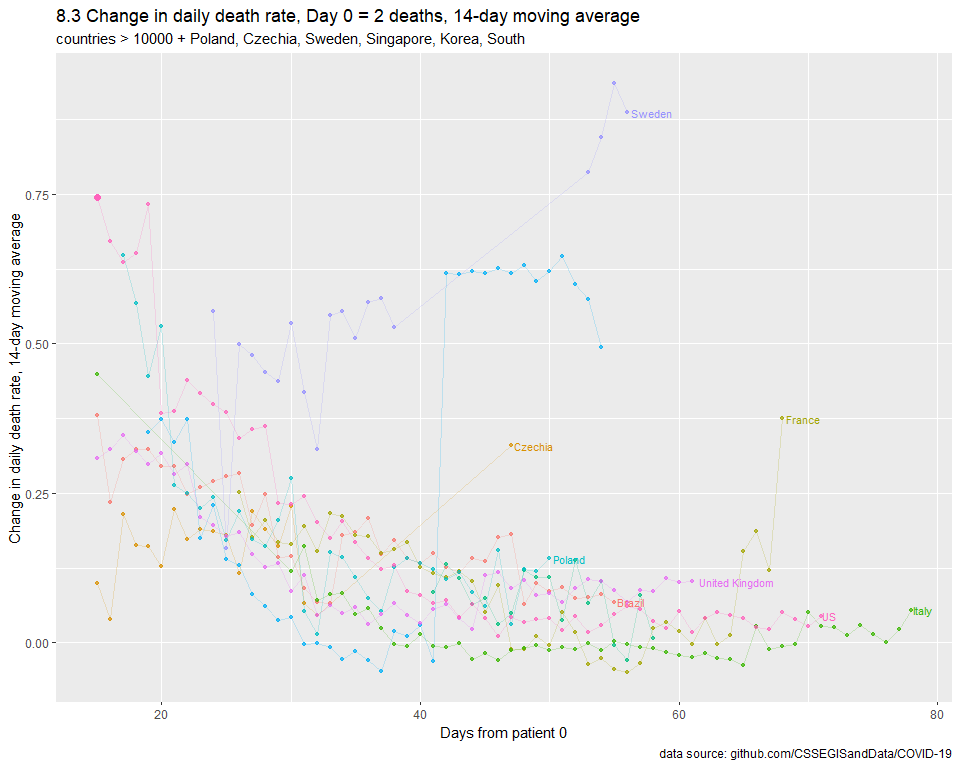 8.3 Change in daily death rate, Day 0 = 2 deaths, 14-day moving average
countries > 10000 + Poland, Czechia, Sweden, Singapore, Korea, South
Change in daily death rate, 14-day moving average
0.75
0.50
0.25
0.00
Sweden
France
Czechia
Poland
United Kingdom
Brazil
US
Italy
20
40
60
80
Days from patient 0
data source: github.com/CSSEGISandData/COVID-19